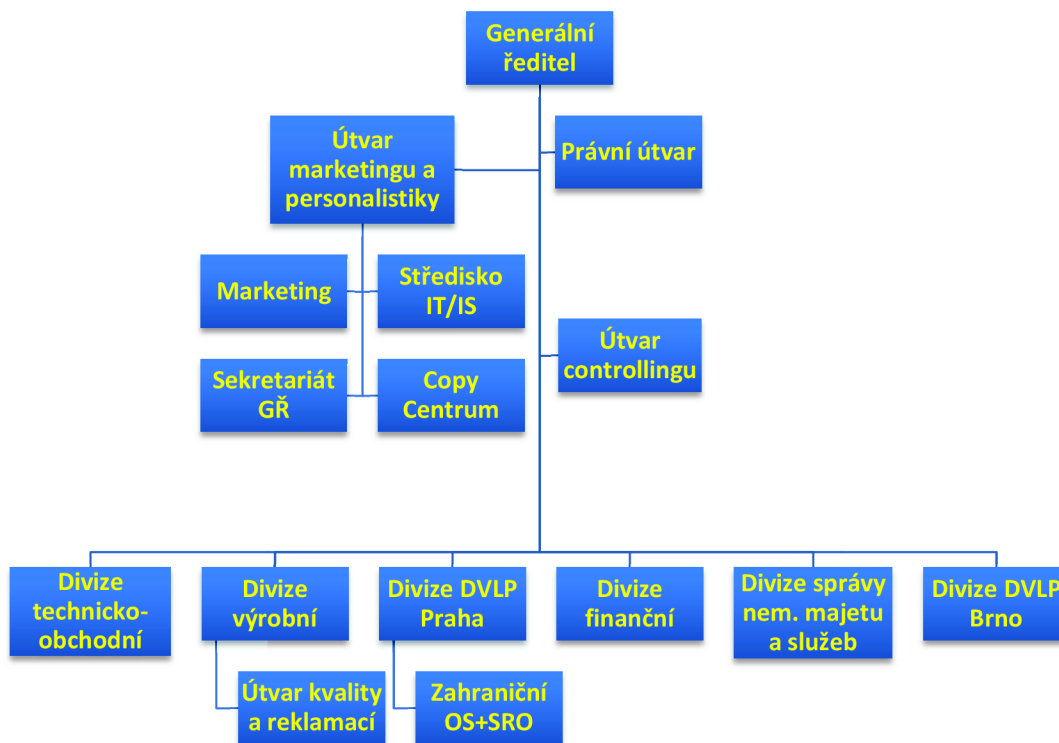 Generální
ředitel
Útvar
marketingu a
personalistiky
Právní útvar
Marketing
Středisko
IT/IS
Útvar
controllingu
Sekretariát
GŘ
Copy
Centrum
Divize
technicko-
obchodní
Divize
výrobní
Divize DVLP
Praha
Divize
finanční
Divize správy
nem. majetu
a služeb
Divize DVLP
Brno
Útvar kvality
a reklamací
Zahraniční
OS+SRO